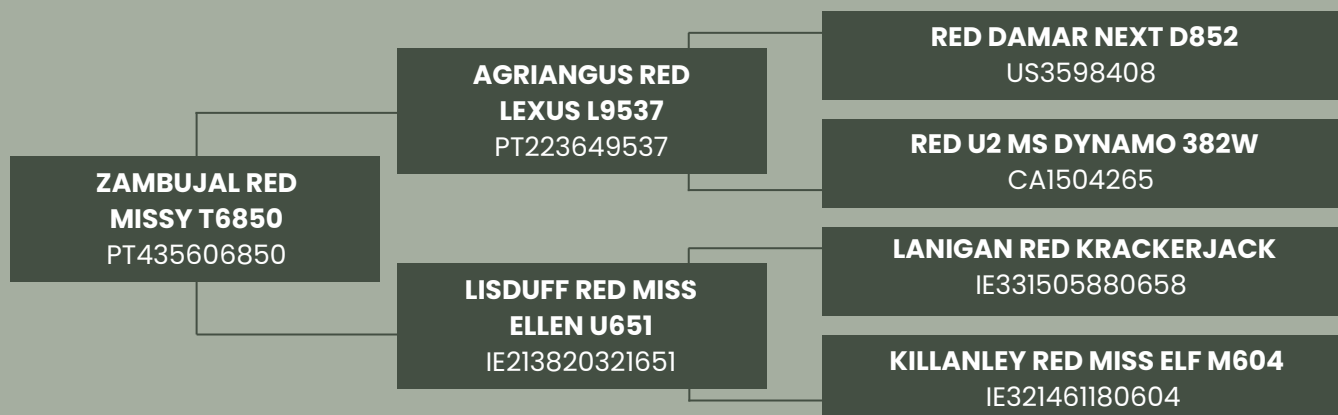 ZAMBUJAL RED
MISSY T6850
PT435606850
AGRIANGUS RED
LEXUS L9537
PT223649537
LISDUFF RED MISS
ELLEN U651
IE213820321651
RED DAMAR NEXT D852
US3598408
RED U2 MS DYNAMO 382W
CA1504265
LANIGAN RED KRACKERJACK
IE331505880658
KILLANLEY RED MISS ELF M604
IE321461180604